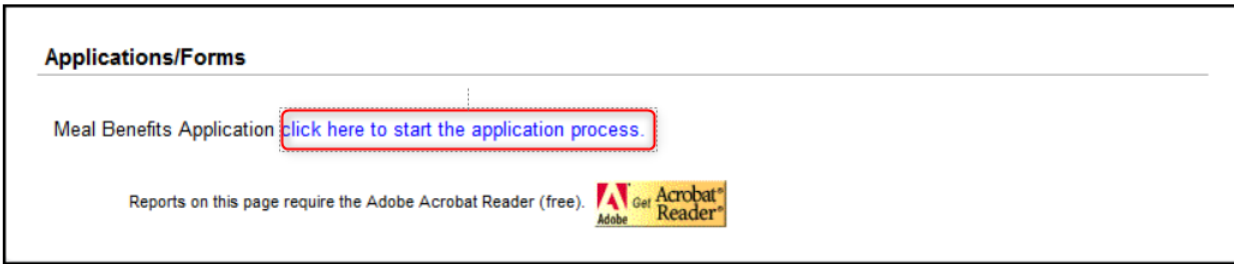 Applications/Forms
Meal Benefits Application click here to start the application process.
Reports on this page require the Adobe Acrobat Reader (free). Adobe Get Acrobat® Reader®